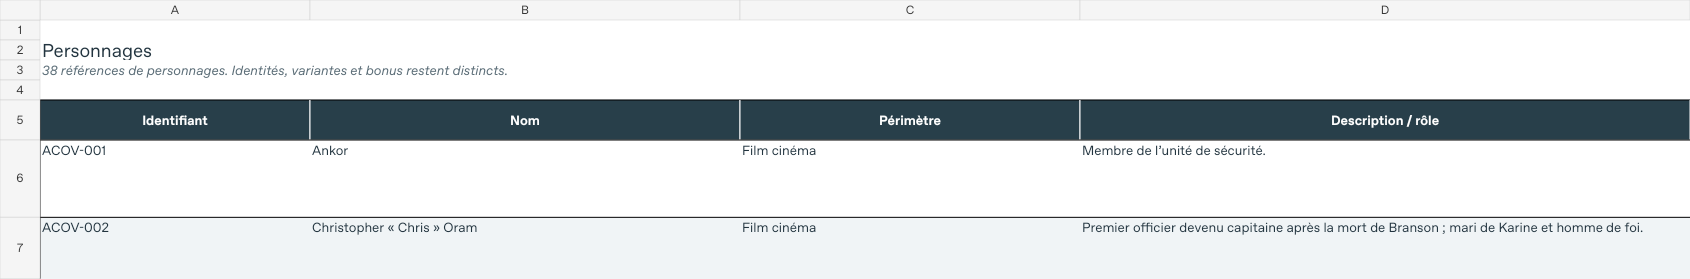 A B C D
1
2 Personnages
3 38 références de personnages. Identités, variantes et bonus restent distincts.
4
5 Identifiant Nom Périmètre Description / rôle
6 ACOV-001 Ankor Film cinéma Membre de l’unité de sécurité.
7 ACOV-002 Christopher « Chris » Oram Film cinéma Premier officier devenu capitaine après la mort de Branson ; mari de Karine et homme de foi.